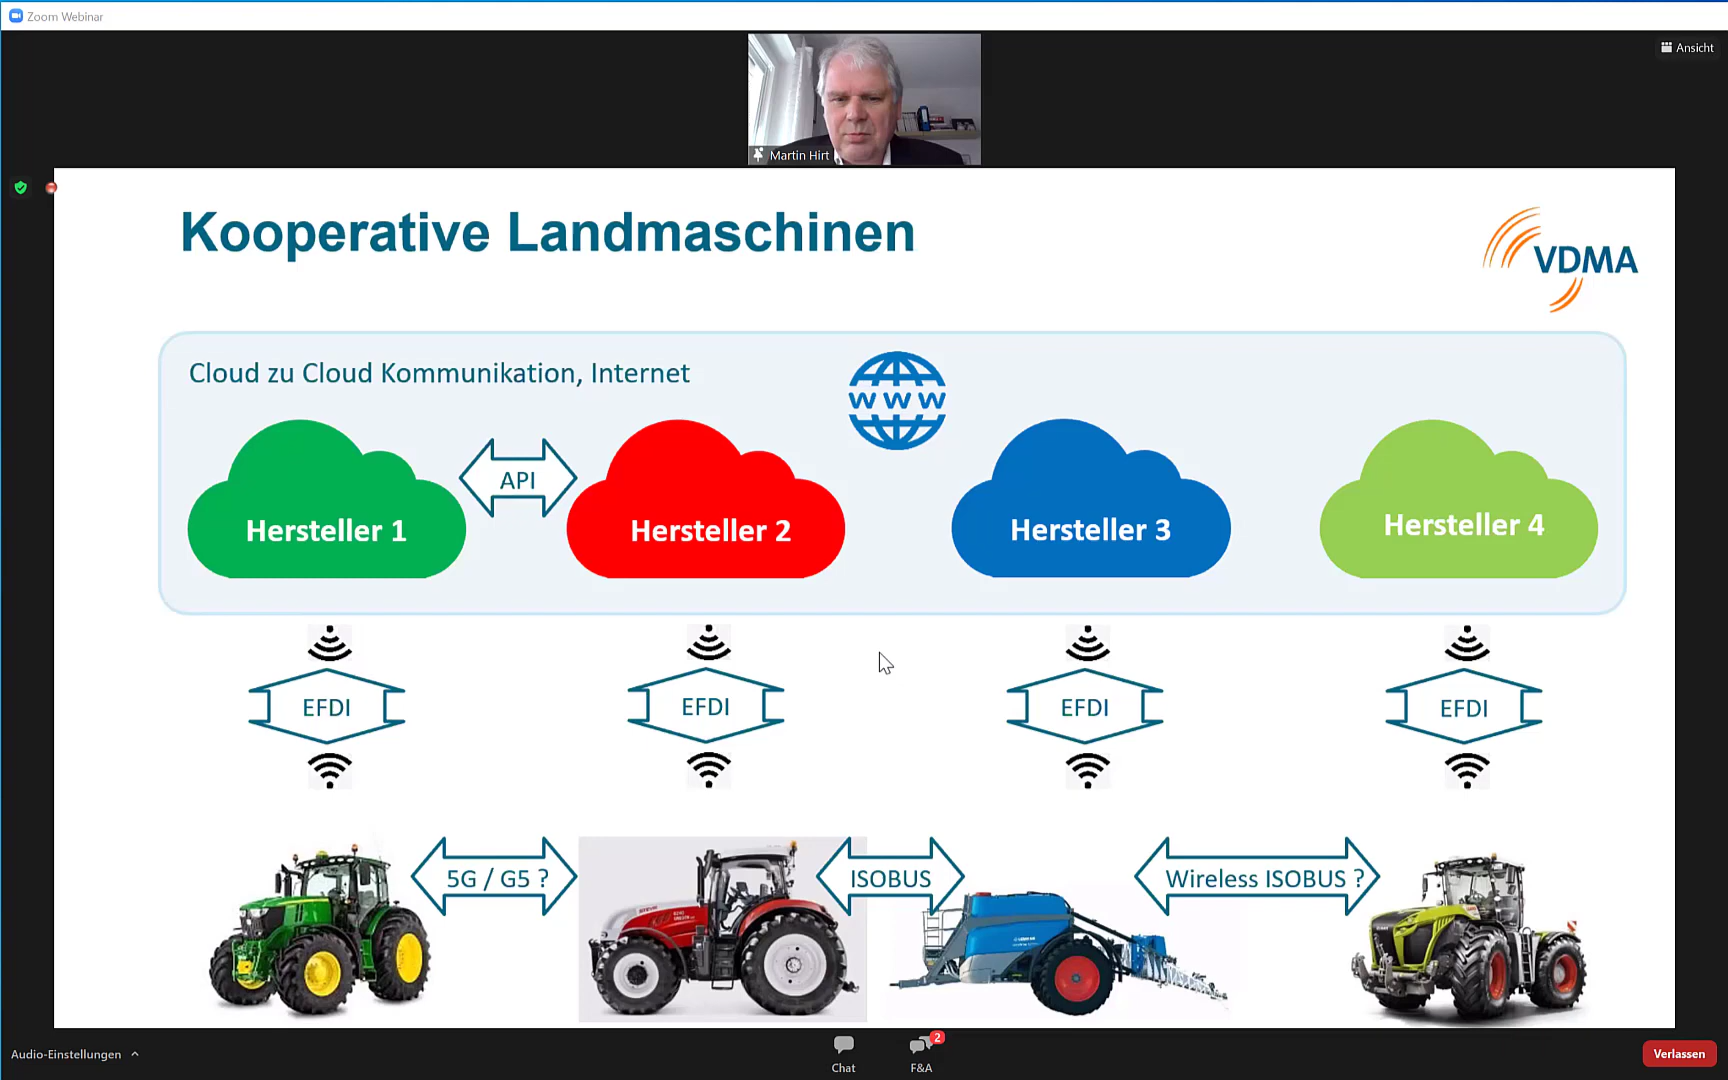 Zoom Webinar
Ansicht
Martin Hirt
Kooperative Landmaschinen
VDMA
Cloud zu Cloud Kommunikation, Internet
W W W
API
Hersteller 1
Hersteller 2
Hersteller 3
Hersteller 4
EFDI
EFDI
EFDI
EFDI
5G / G5 ?
ISOBUS
Wireless ISOBUS ?
Audio-Einstellungen
Chat
2
F&A
Verlassen